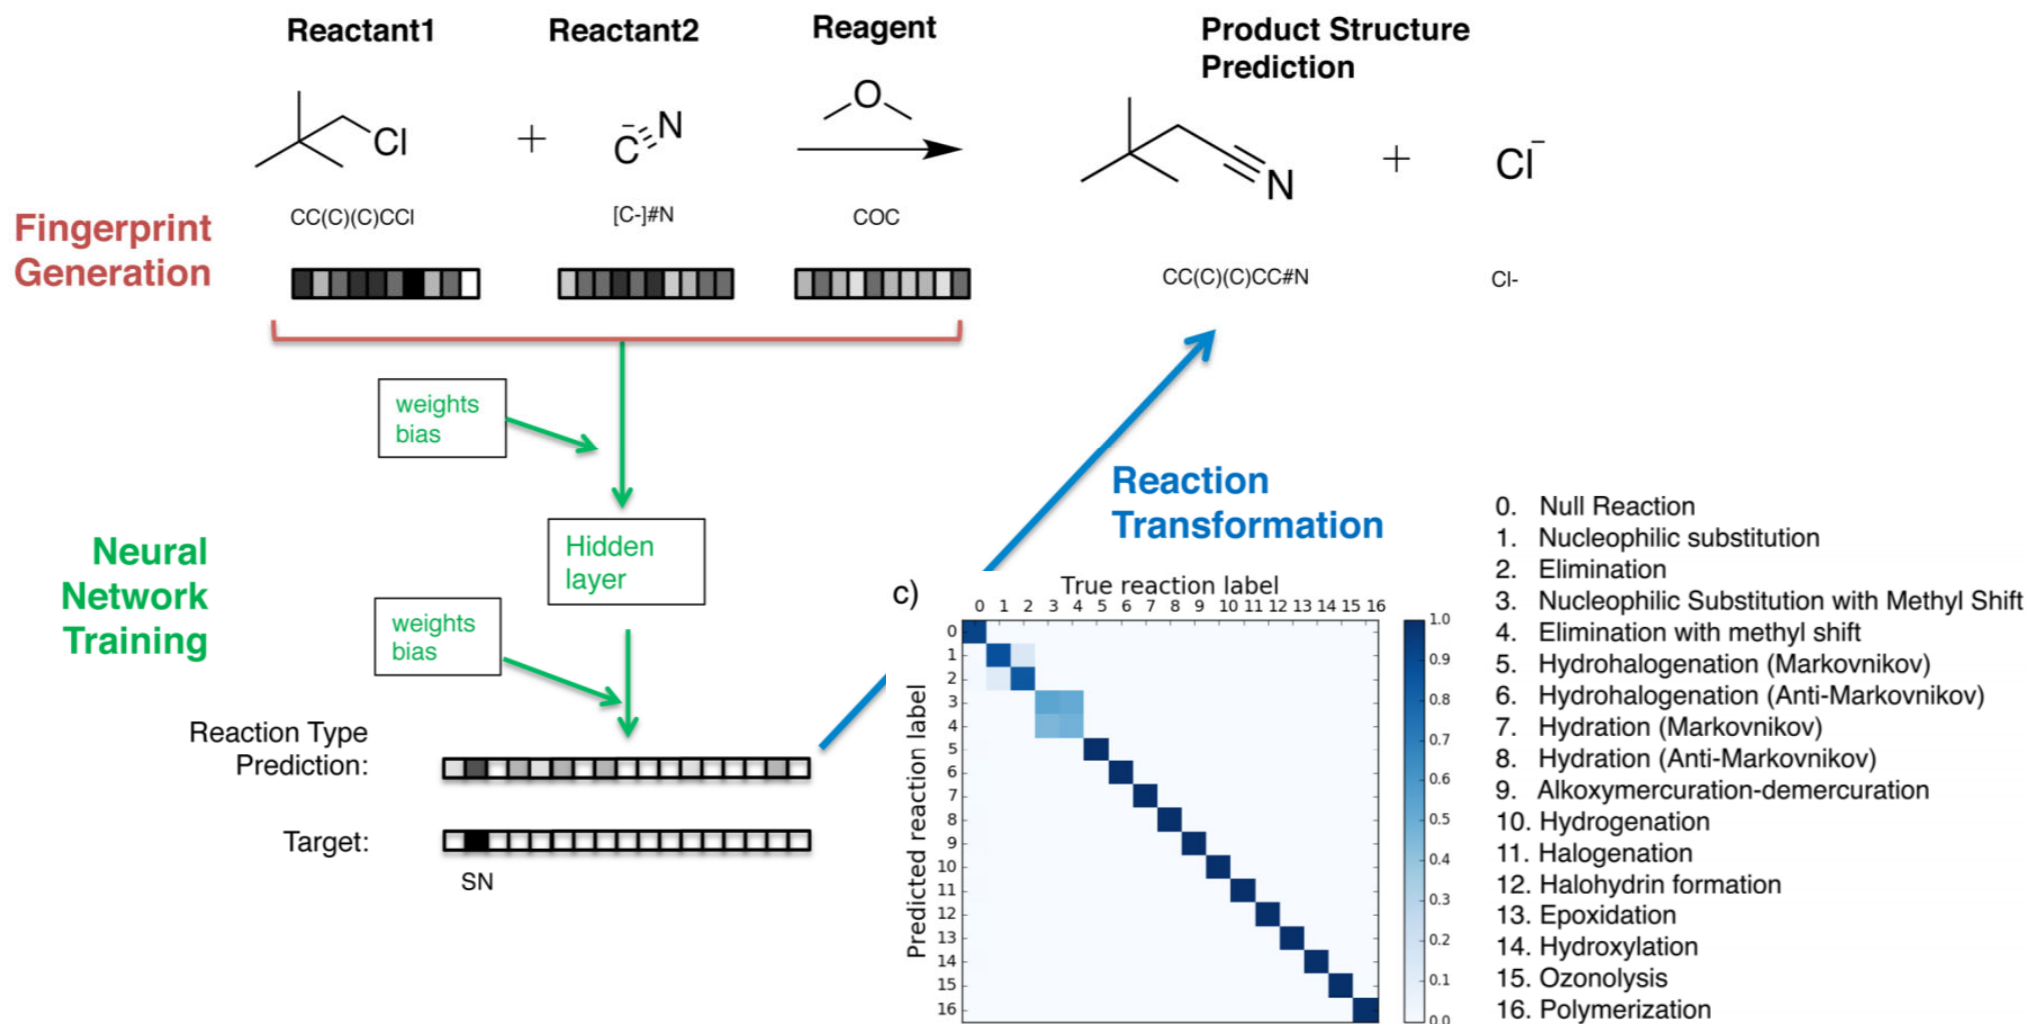 Reactant1
Reactant2
Reagent
Product Structure
Prediction
Cl
+
C̄
N
O
N
+
Cl⁻
CC(C)(C)CCl
[C-]#N
COC
Fingerprint
Generation
CC(C)(C)CC#N
Cl-
weights
bias
Hidden
layer
weights
bias
Neural
Network
Training
Reaction
Transformation
Reaction Type
Prediction:
Target:
SN
c)
True reaction label
0 1 2 3 4 5 6 7 8 9 10 11 12 13 14 15 16
Predicted reaction label
0
1
2
3
4
5
6
7
8
9
10
11
12
13
14
15
16
1.0
0.9
0.8
0.7
0.6
0.5
0.4
0.3
0.2
0.1
0.0
0. Null Reaction
1. Nucleophilic substitution
2. Elimination
3. Nucleophilic Substitution with Methyl Shift
4. Elimination with methyl shift
5. Hydrohalogenation (Markovnikov)
6. Hydrohalogenation (Anti-Markovnikov)
7. Hydration (Markovnikov)
8. Hydration (Anti-Markovnikov)
9. Alkoxymercuration-demercuration
10. Hydrogenation
11. Halogenation
12. Halohydrin formation
13. Epoxidation
14. Hydroxylation
15. Ozonolysis
16. Polymerization